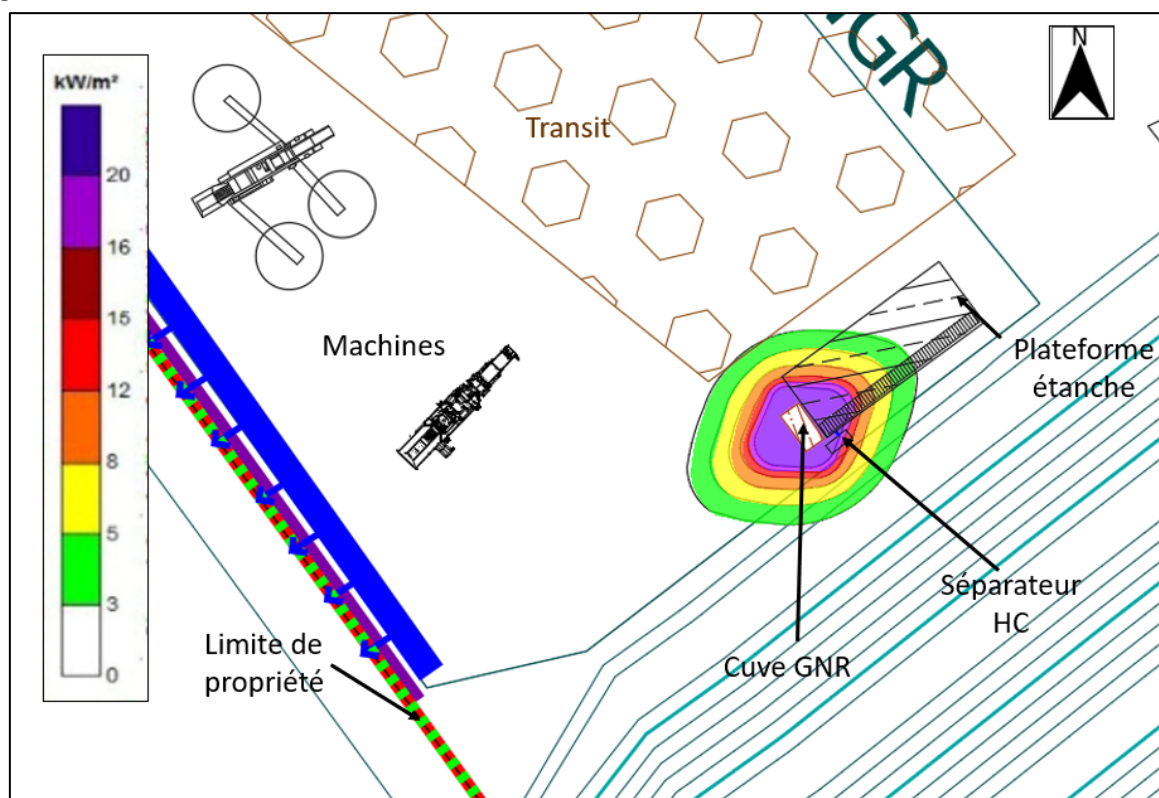 kW/m²
20
16
15
12
8
5
3
0
Transit
N
Machines
Plateforme
étanche
Séparateur
HC
Cuve GNR
Limite de
propriété